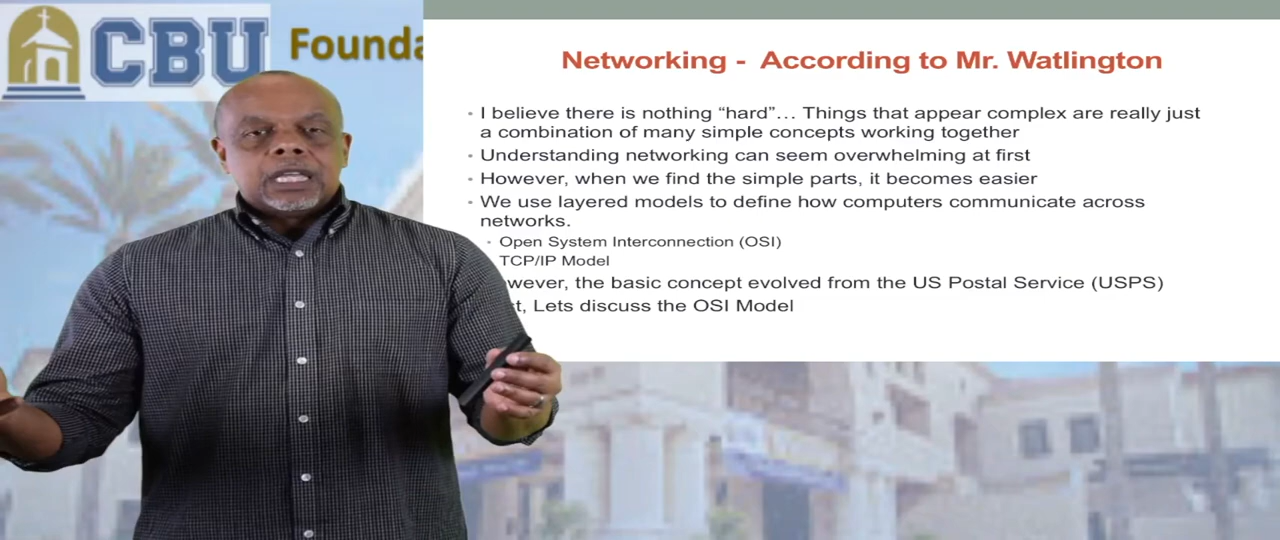 CBU
Networking - According to Mr. Watlington
• I believe there is nothing “hard”… Things that appear complex are really just
a combination of many simple concepts working together
• Understanding networking can seem overwhelming at first
• However, when we find the simple parts, it becomes easier
• We use layered models to define how computers communicate across
networks.
• Open System Interconnection (OSI)
TCP/IP Model
the basic concept evolved from the US Postal Service (USPS)
Lets discuss the OSI Model